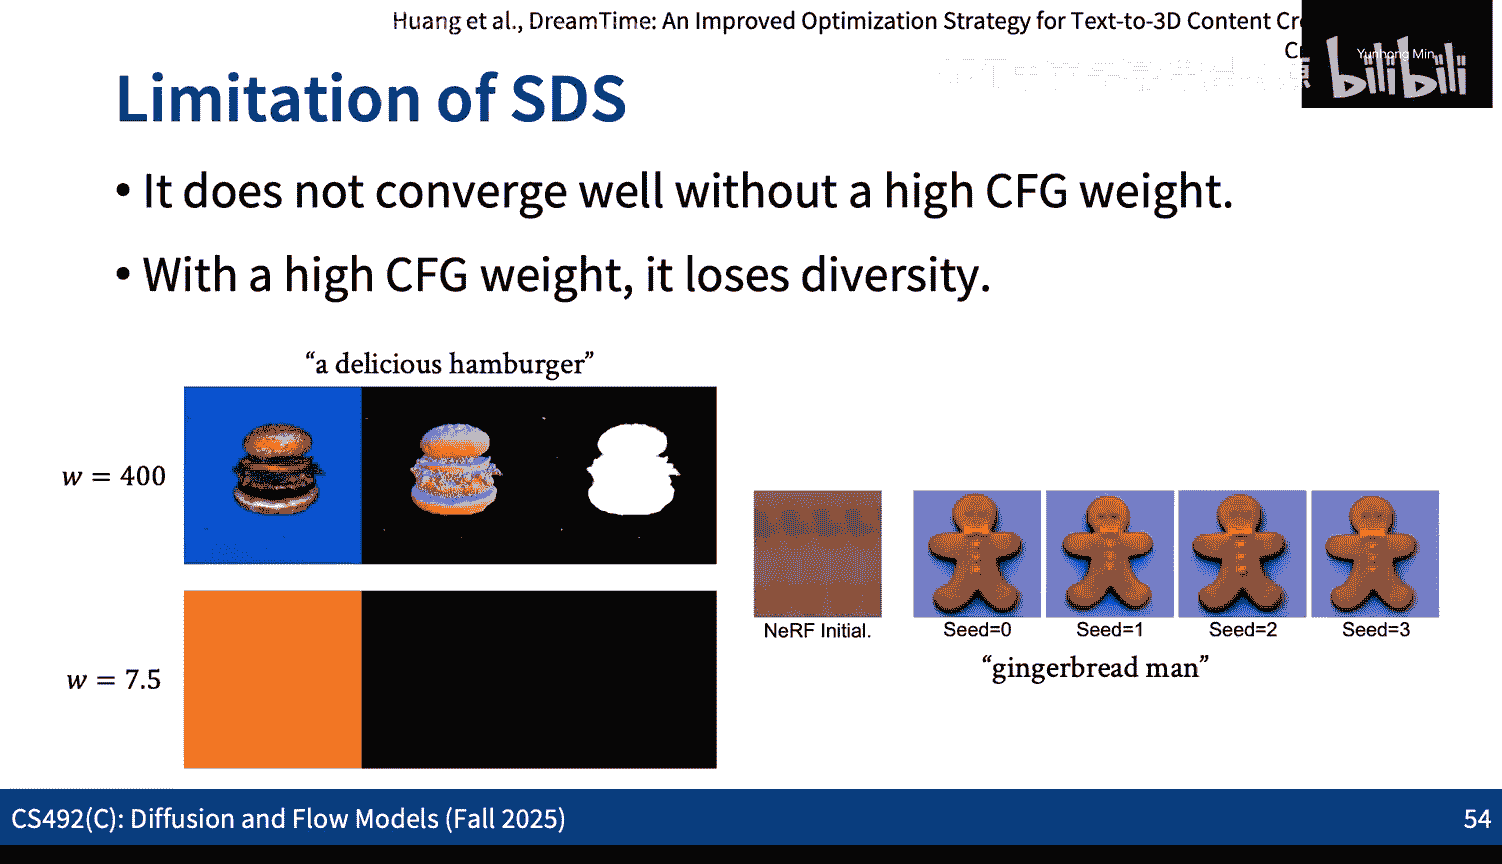 Huang et al., DreamTime: An Improved Optimization Strategy for Text-to-3D Content
Yunhong Min
bilibili
Limitation of SDS
• It does not converge well without a high CFG weight.
• With a high CFG weight, it loses diversity.
“a delicious hamburger”
w = 400
w = 7.5
NeRF Initial.
Seed=0
Seed=1
Seed=2
Seed=3
“gingerbread man”
CS492(C): Diffusion and Flow Models (Fall 2025)
54